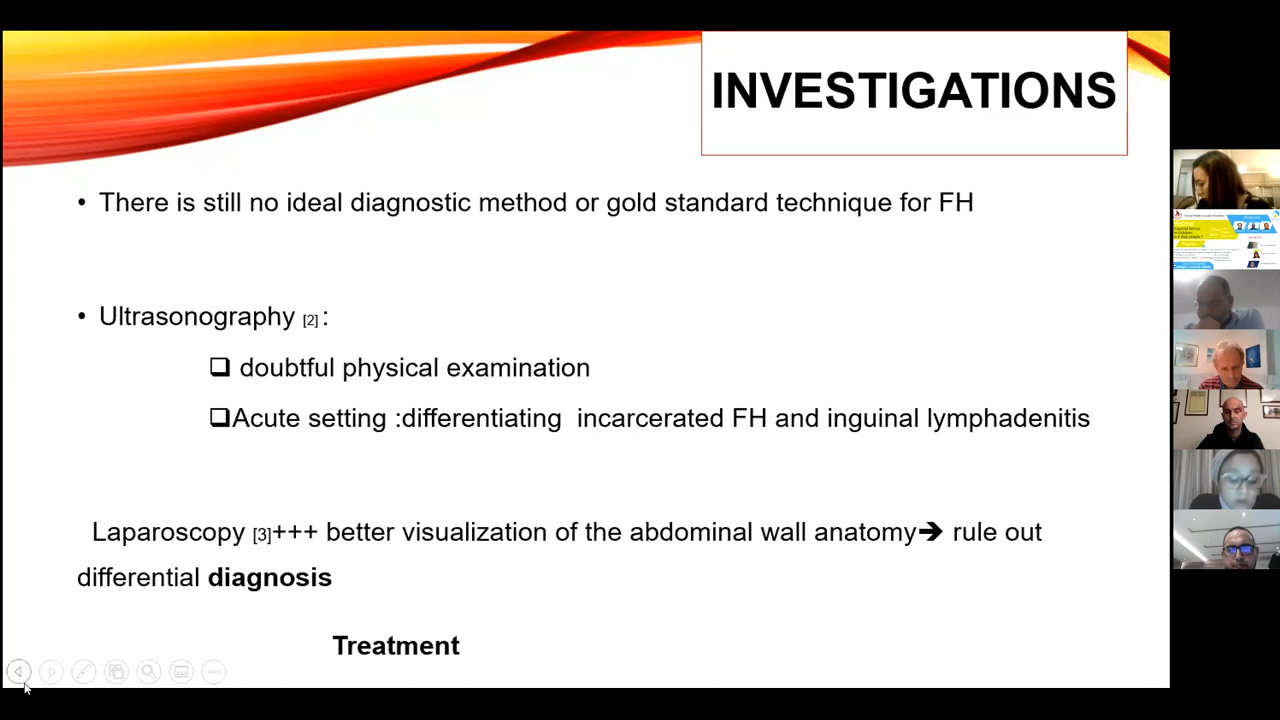 INVESTIGATIONS
• There is still no ideal diagnostic method or gold standard technique for FH
• Ultrasonography [2] :
❑ doubtful physical examination
❑Acute setting :differentiating incarcerated FH and inguinal lymphadenitis
Laparoscopy [3]+++ better visualization of the abdominal wall anatomy➔ rule out
differential diagnosis
Treatment